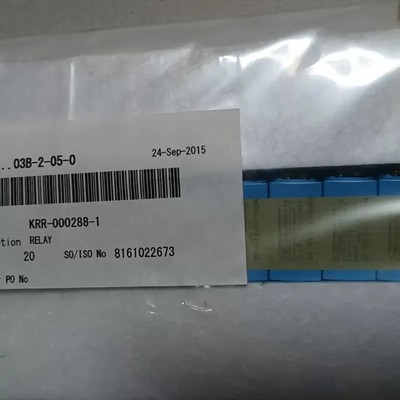 ..03B-2-05-0 24-Sep-2015
KRR-000288-1
tion RELAY
20 SO/ISO No 8161022673
PO No